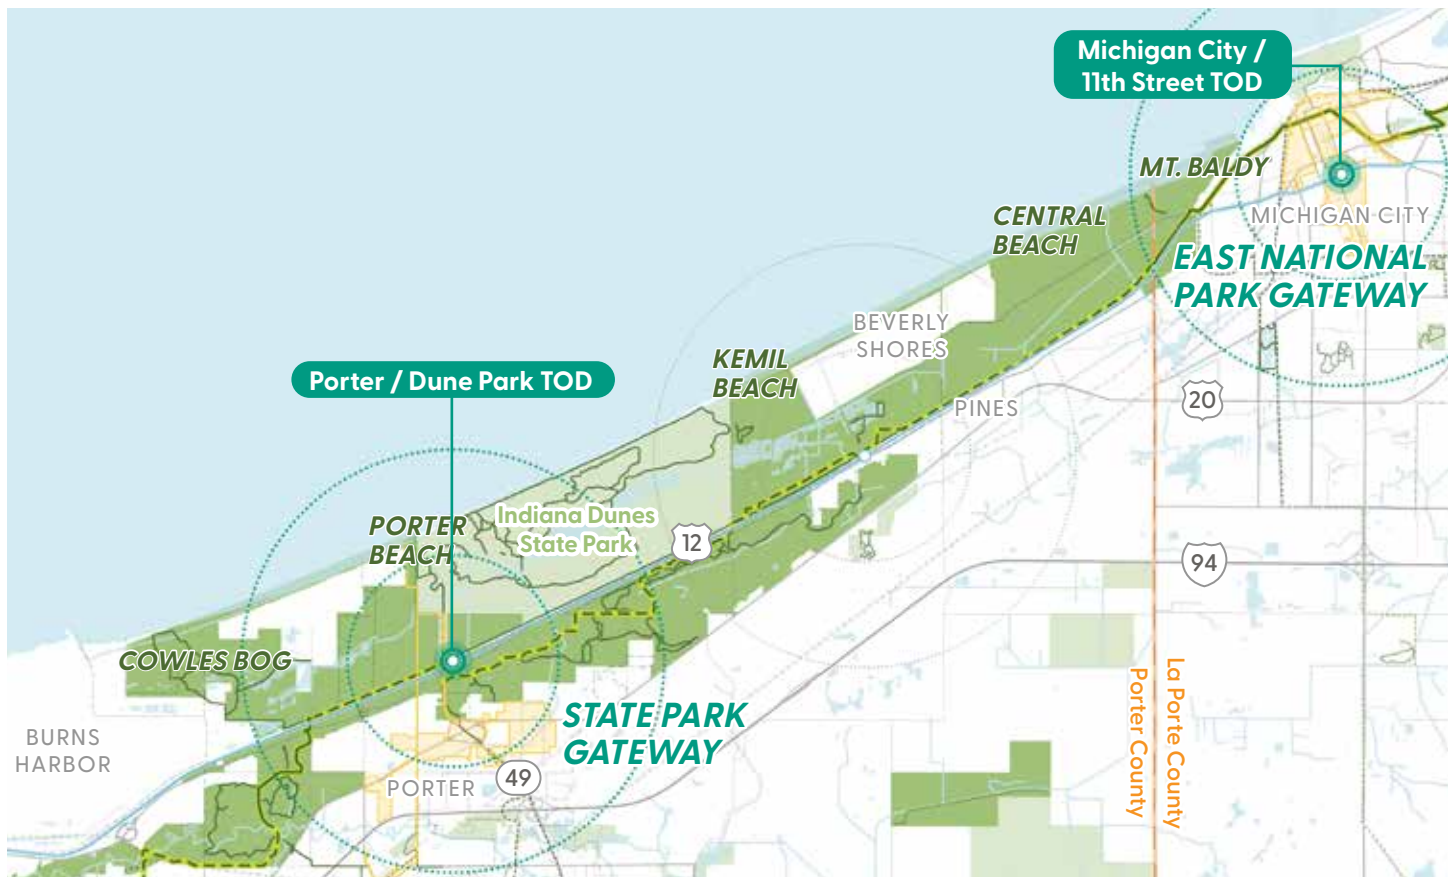 Michigan City /
11th Street TOD
MT. BALDY
CENTRAL
BEACH
MICHIGAN CITY
EAST NATIONAL
PARK GATEWAY
BEVERLY
SHORES
KEMIL
BEACH
Porter / Dune Park TOD
PINES
20
Indiana Dunes
State Park
PORTER
BEACH
12
94
COWLES BOG
La Porte County
Porter County
STATE PARK
GATEWAY
BURNS
HARBOR
PORTER
49